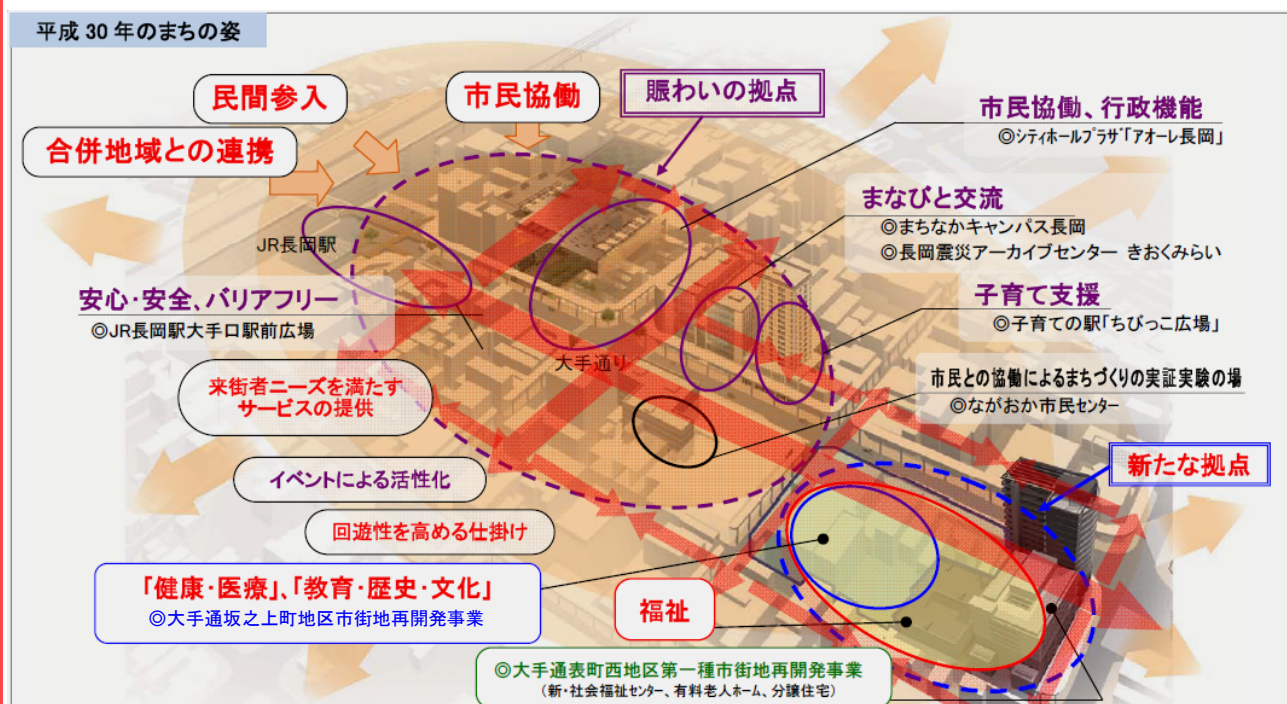 平成 30 年のまちの姿
民間参入
市民協働
賑わいの拠点
合併地域との連携
市民協働、行政機能
◎シティホールプラザ「アオーレ長岡」
まなびと交流
◎まちなかキャンパス長岡
◎長岡震災アーカイブセンター きおくみらい
JR長岡駅
安心・安全、バリアフリー
◎JR長岡駅大手口駅前広場
子育て支援
◎子育ての駅「ちびっこ広場」
大手通り
来街者ニーズを満たす
サービスの提供
市民との協働によるまちづくりの実証実験の場
◎ながおか市民センター
新たな拠点
イベントによる活性化
回遊性を高める仕掛け
「健康・医療」、「教育・歴史・文化」
◎大手通坂之上町地区市街地再開発事業
福祉
◎大手通表町西地区第一種市街地再開発事業
（新・社会福祉センター、有料老人ホーム、分譲住宅）